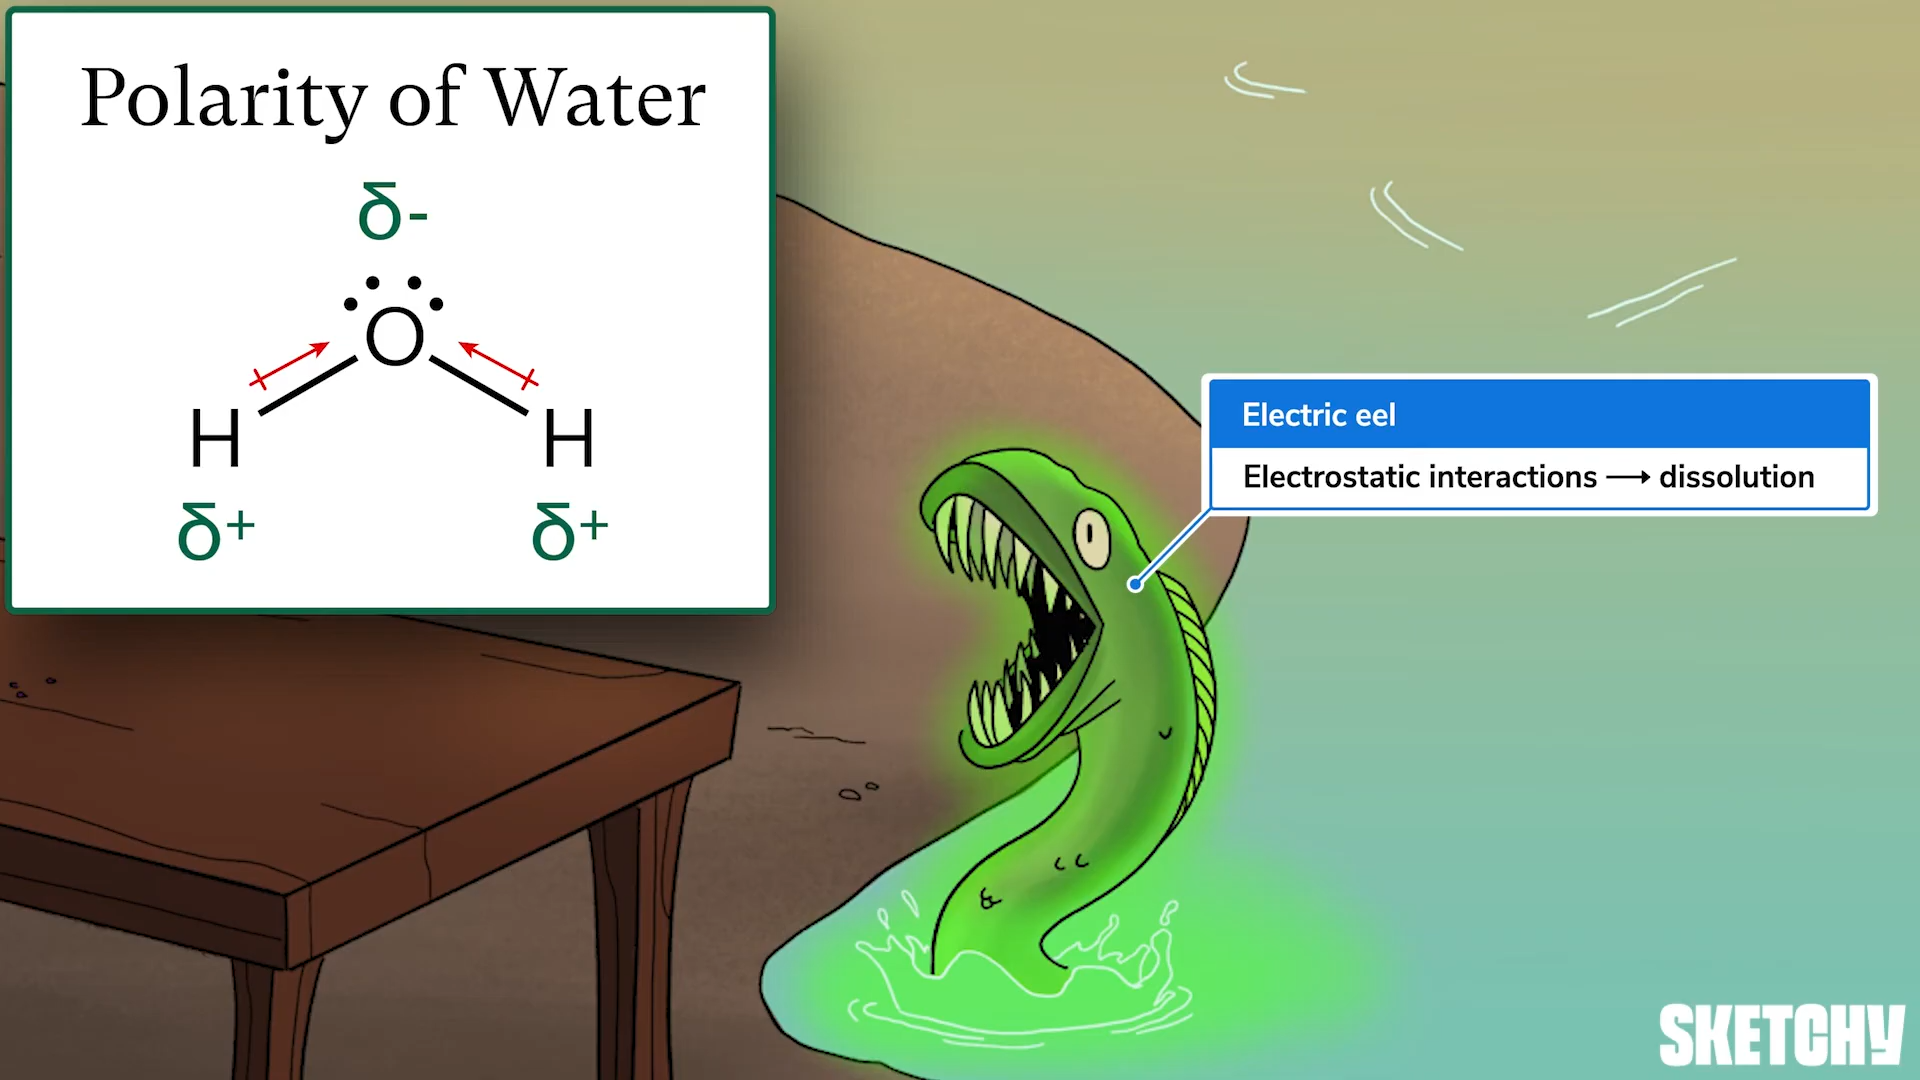 Polarity of Water
δ-
O
H H
δ+ δ+
Electric eel
Electrostatic interactions ⟶ dissolution
SKETCHY